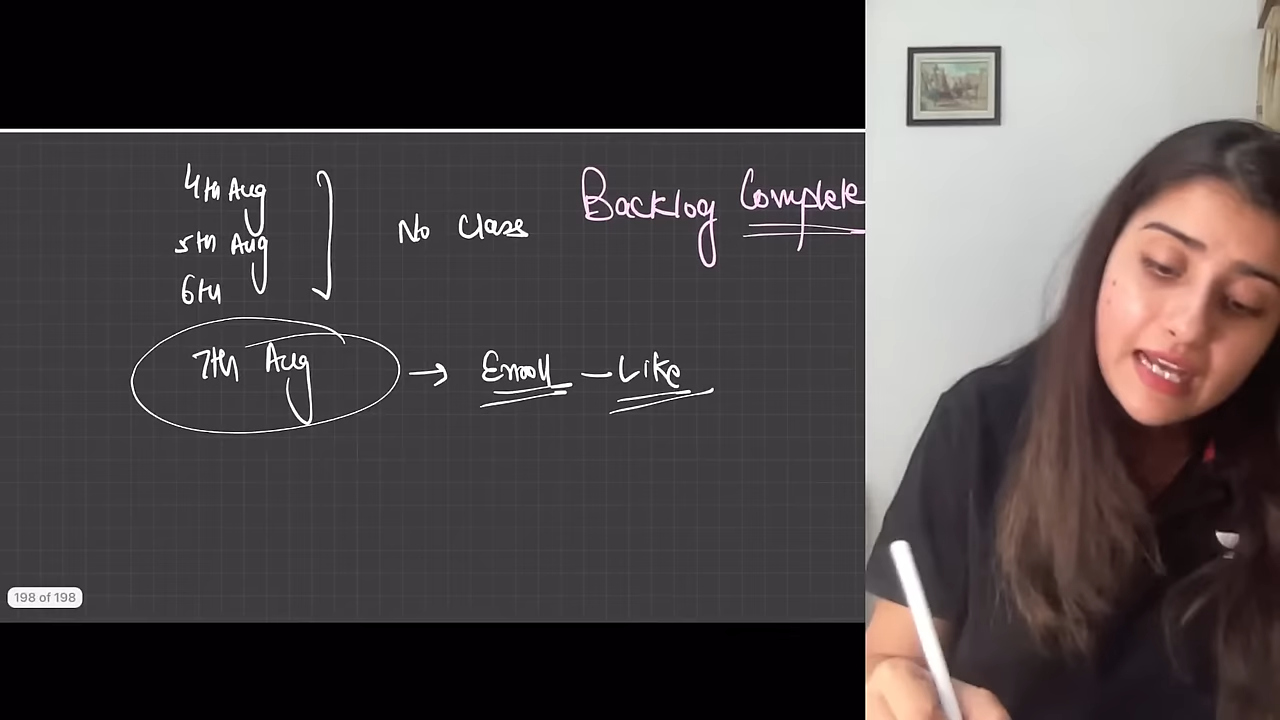 4th Aug
5th Aug
6th
No Class
Backlog Complete
7th Aug → Enroll – Like
198 of 198